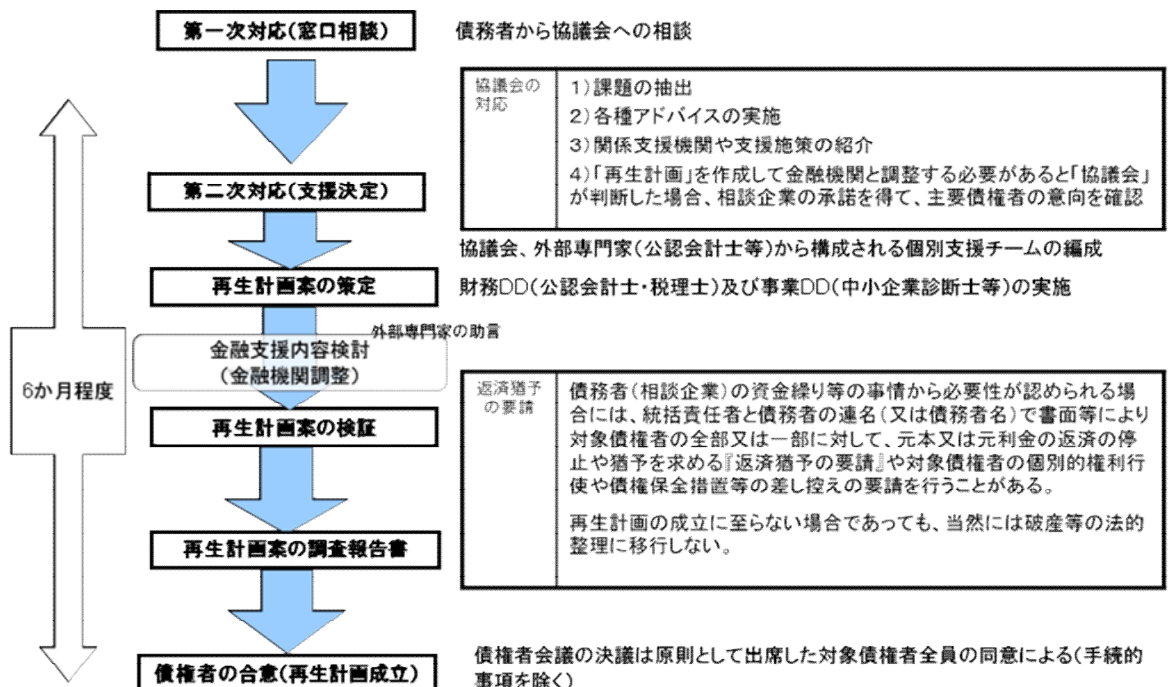 第一次対応(窓口相談)
債務者から協議会への相談
協議会の
対応
1)課題の抽出
2)各種アドバイスの実施
3)関係支援機関や支援施策の紹介
4)「再生計画」を作成して金融機関と調整する必要があると「協議会」
が判断した場合、相談企業の承諾を得て、主要債権者の意向を確認
第二次対応(支援決定)
協議会、外部専門家(公認会計士等)から構成される個別支援チームの編成
再生計画案の策定
財務DD(公認会計士・税理士)及び事業DD(中小企業診断士等)の実施
外部専門家の助言
金融支援内容検討
(金融機関調整)
6か月程度
再生計画案の検証
返済猶予
の要請
債務者(相談企業)の資金繰り等の事情から必要性が認められる場
合には、統括責任者と債務者の連名(又は債務者名)で書面等により
対象債権者の全部又は一部に対して、元本又は元利金の返済の停
止や猶予を求める『返済猶予の要請』や対象債権者の個別的権利行
使や債権保全措置等の差し控えの要請を行うことがある。
再生計画の成立に至らない場合であっても、当然には破産等の法的
整理に移行しない。
再生計画案の調査報告書
債権者の合意(再生計画成立)
債権者会議の決議は原則として出席した対象債権者全員の同意による(手続的
事項を除く)